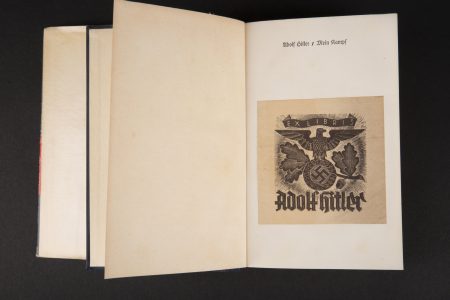 Adolf Hitler / Mein Kampf
EX LIBRIS
Adolf Hitler